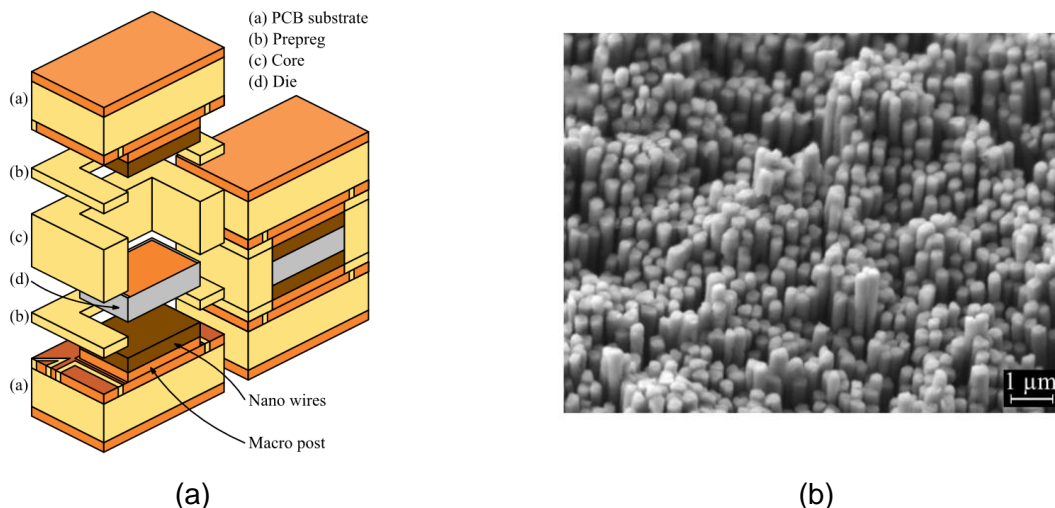 (a) PCB substrate
(b) Prepreg
(c) Core
(d) Die
(a)
(b)
(c)
(d)
(b)
(a)
Nano wires
Macro post
1 µm
(a)
(b)